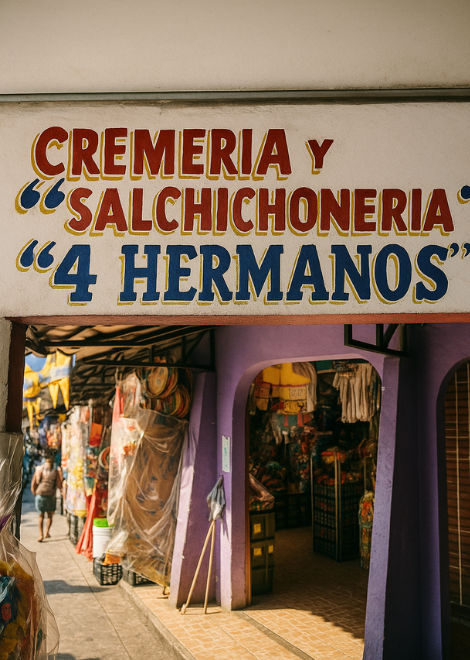 CREMERIA Y
“SALCHICHONERIA“
“4 HERMANOS”